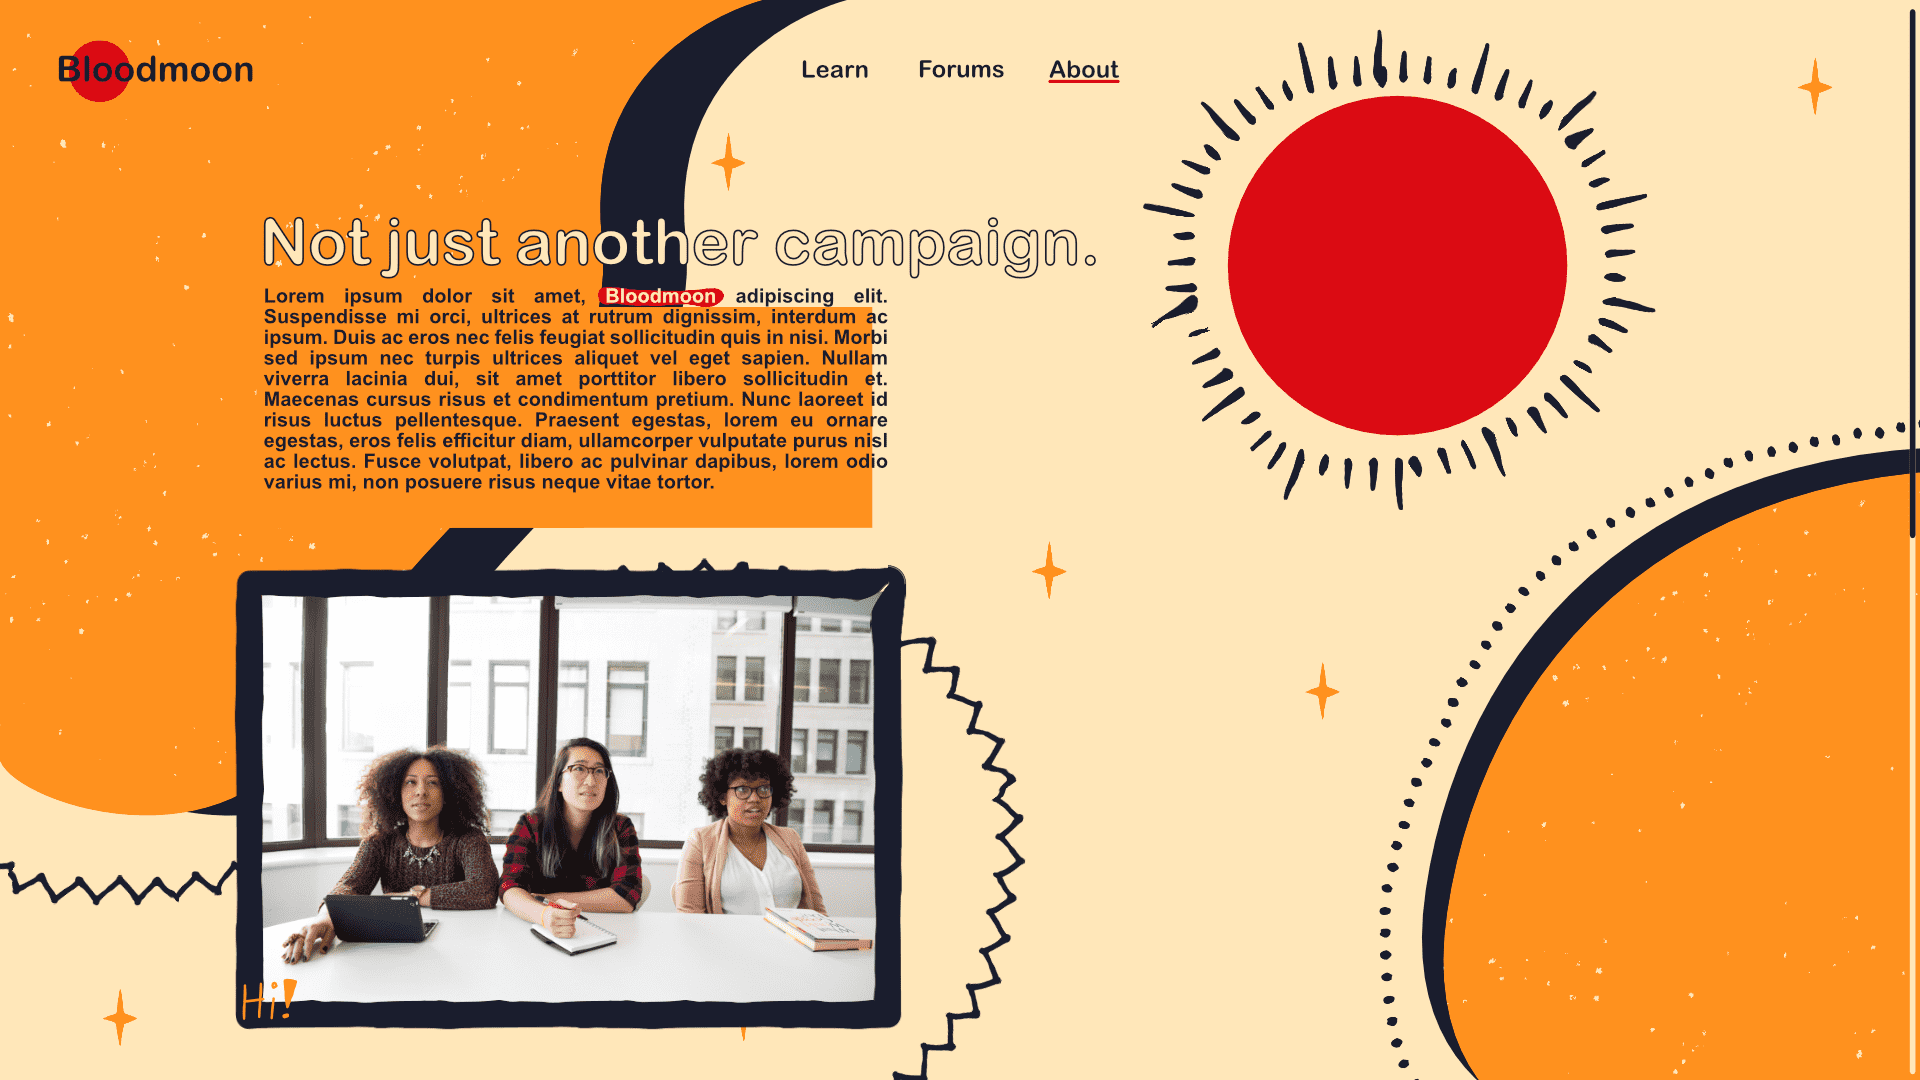 Bloodmoon
Learn Forums About
Not just another campaign.
Lorem ipsum dolor sit amet, Bloodmoon adipiscing elit.
Suspendisse mi orci, ultrices at rutrum dignissim, interdum ac
ipsum. Duis ac eros nec felis feugiat sollicitudin quis in nisi. Morbi
sed ipsum nec turpis ultrices aliquet vel eget sapien. Nullam
viverra lacinia dui, sit amet porttitor libero sollicitudin et.
Maecenas cursus risus et condimentum pretium. Nunc laoreet id
risus luctus pellentesque. Praesent egestas, lorem eu ornare
egestas, eros felis efficitur diam, ullamcorper vulputate purus nisl
ac lectus. Fusce volutpat, libero ac pulvinar dapibus, lorem odio
varius mi, non posuere risus neque vitae tortor.
Hi!